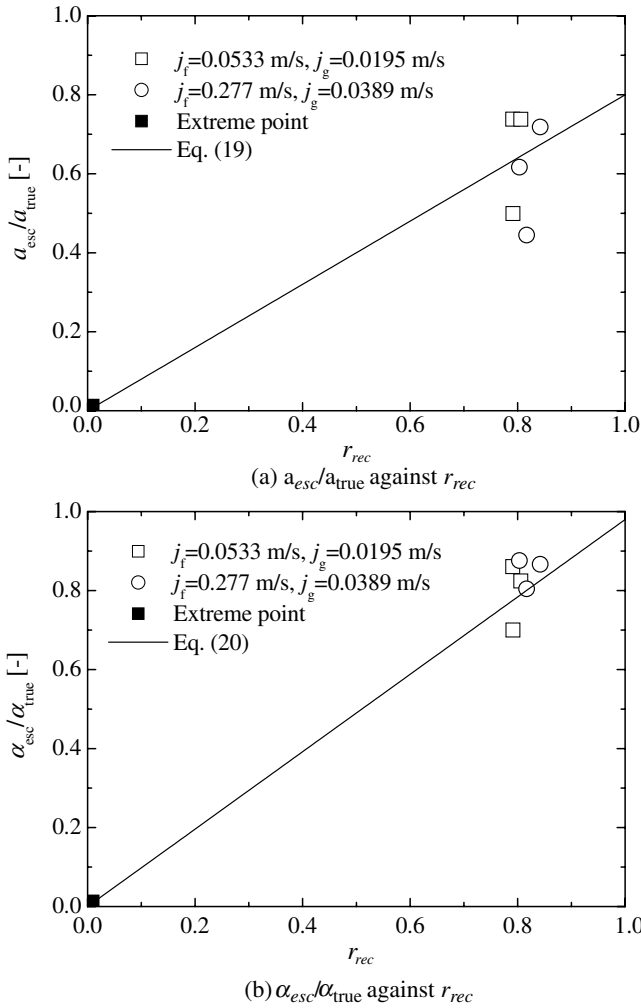 1.0
j_f=0.0533 m/s, j_g=0.0195 m/s
j_f=0.277 m/s, j_g=0.0389 m/s
Extreme point
Eq. (19)
0.8
0.6
0.4
0.2
0.0
a_esc/a_true [-]
0.0 0.2 0.4 0.6 0.8 1.0
r_rec
(a) a_esc/a_true against r_rec
1.0
j_f=0.0533 m/s, j_g=0.0195 m/s
j_f=0.277 m/s, j_g=0.0389 m/s
Extreme point
Eq. (20)
0.8
0.6
0.4
0.2
0.0
α_esc/α_true [-]
0.0 0.2 0.4 0.6 0.8 1.0
r_rec
(b) α_esc/α_true against r_rec